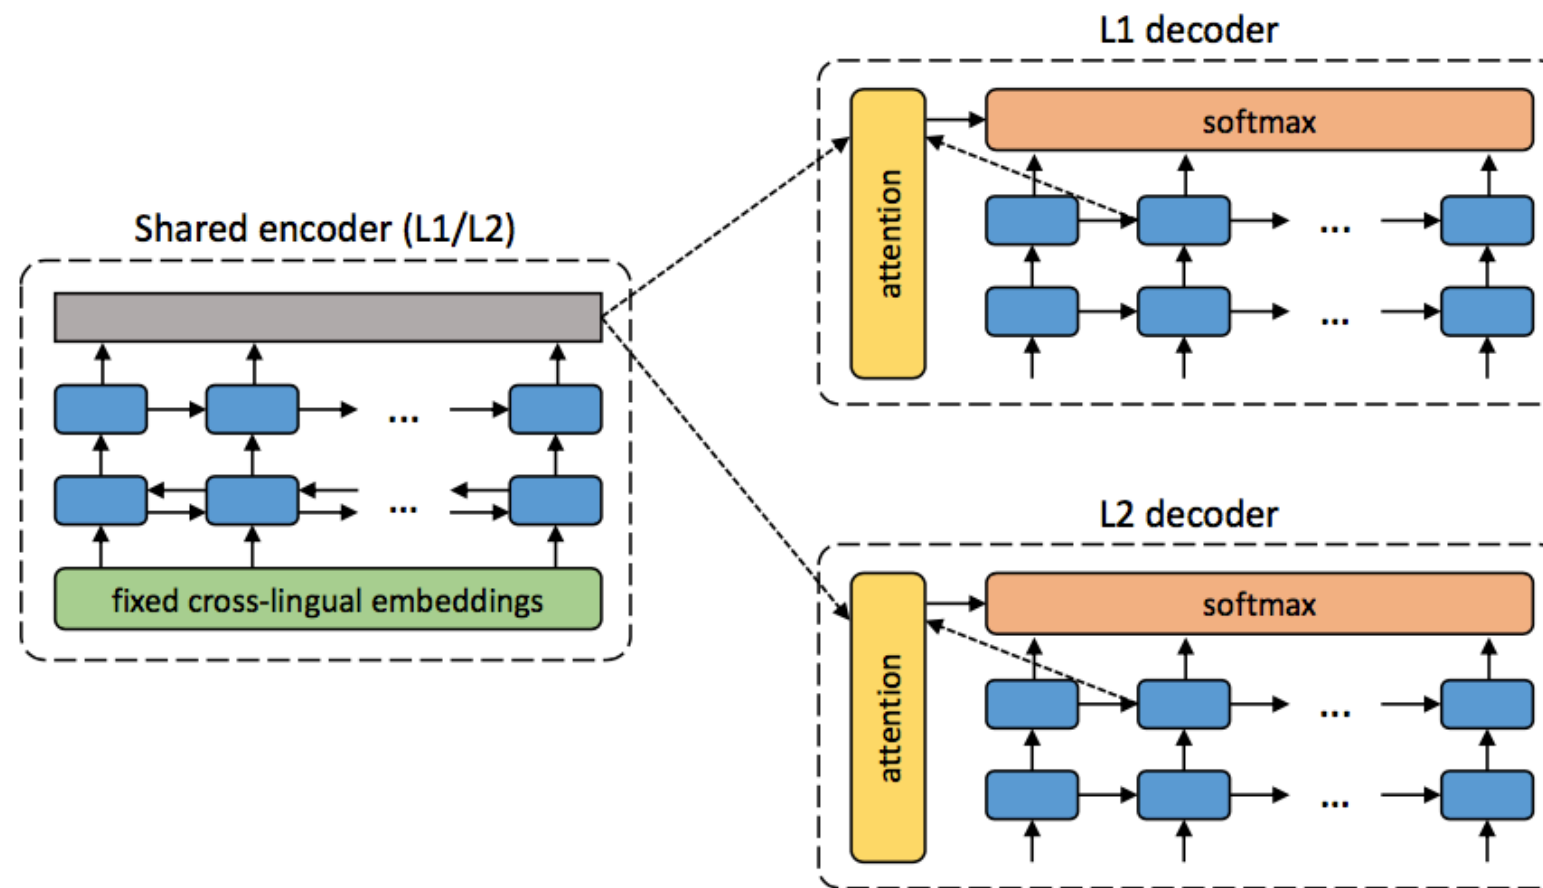 Shared encoder (L1/L2)
...
...
fixed cross-lingual embeddings
L1 decoder
attention
softmax
...
...
L2 decoder
attention
softmax
...
...